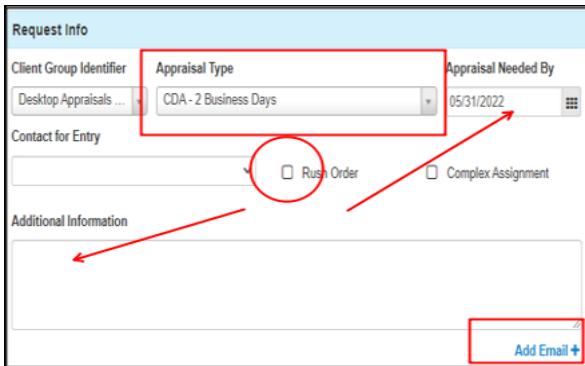 Request Info
Client Group Identifier Appraisal Type Appraisal Needed By
Desktop Appraisals ... CDA - 2 Business Days 05/31/2022
Contact for Entry
Rush Order Complex Assignment
Additional Information
Add Email +